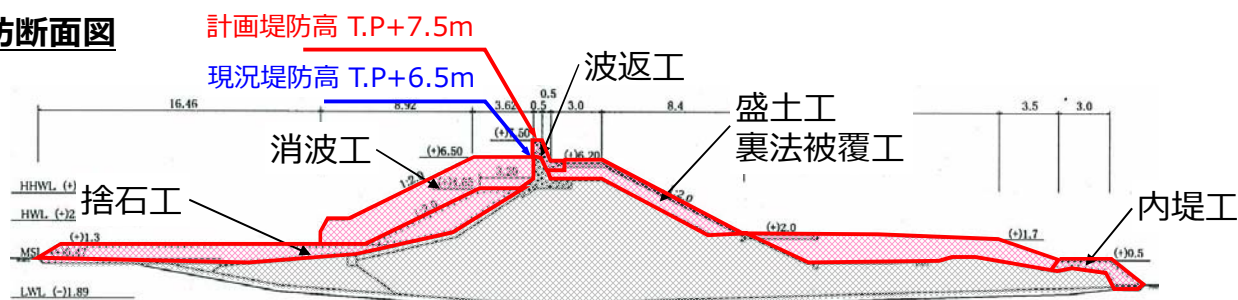 防断面図
計画堤防高 T.P+7.5m
現況堤防高 T.P+6.5m
波返工
16.46
8.92
3.62
0.5
0.5
3.0
8.4
3.5
3.0
盛土工
裏法被覆工
消波工
(+)6.50
(+)6.20
3.20
捨石工
内堤工
HHWL (+)
HWL (+)2
(+)1.3
MSL
LWL (-)1.89
(+)2.0
(+)1.7
(+)0.5